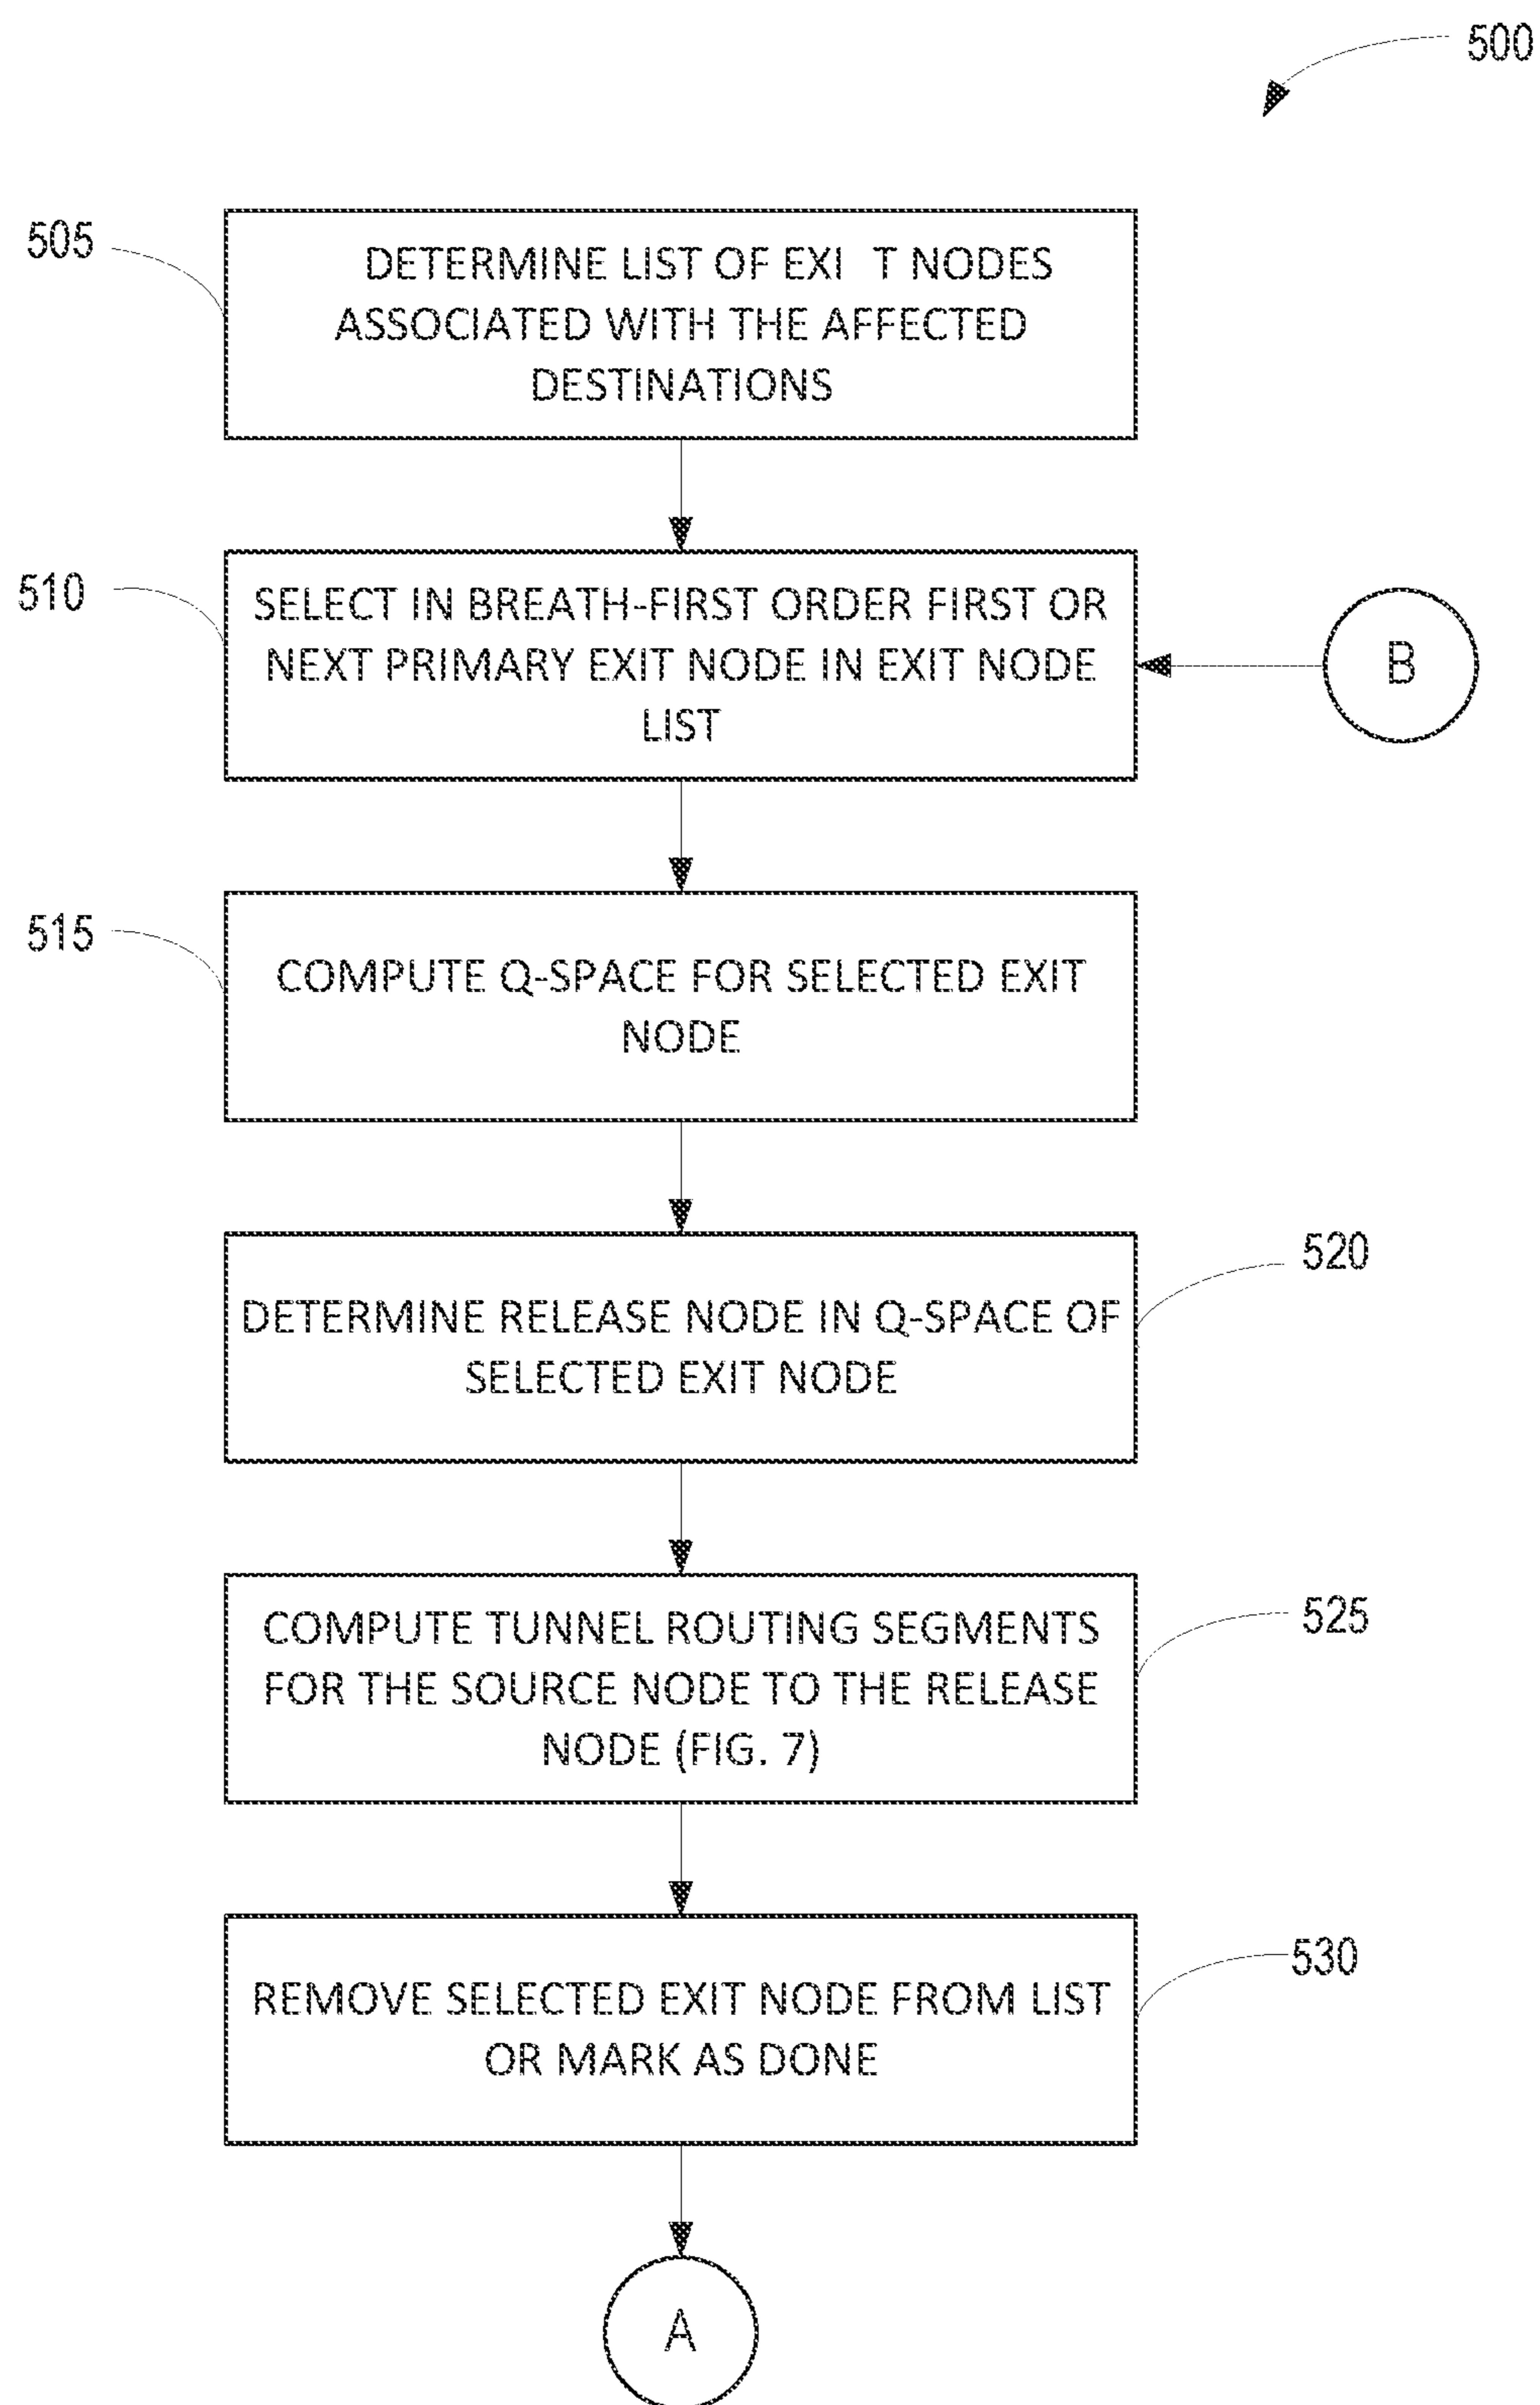 500
505
DETERMINE LIST OF EXI T NODES
ASSOCIATED WITH THE AFFECTED
DESTINATIONS
510
SELECT IN BREATH-FIRST ORDER FIRST OR
NEXT PRIMARY EXIT NODE IN EXIT NODE
LIST
B
515
COMPUTE Q-SPACE FOR SELECTED EXIT
NODE
520
DETERMINE RELEASE NODE IN Q-SPACE OF
SELECTED EXIT NODE
525
COMPUTE TUNNEL ROUTING SEGMENTS
FOR THE SOURCE NODE TO THE RELEASE
NODE (FIG. 7)
530
REMOVE SELECTED EXIT NODE FROM LIST
OR MARK AS DONE
A